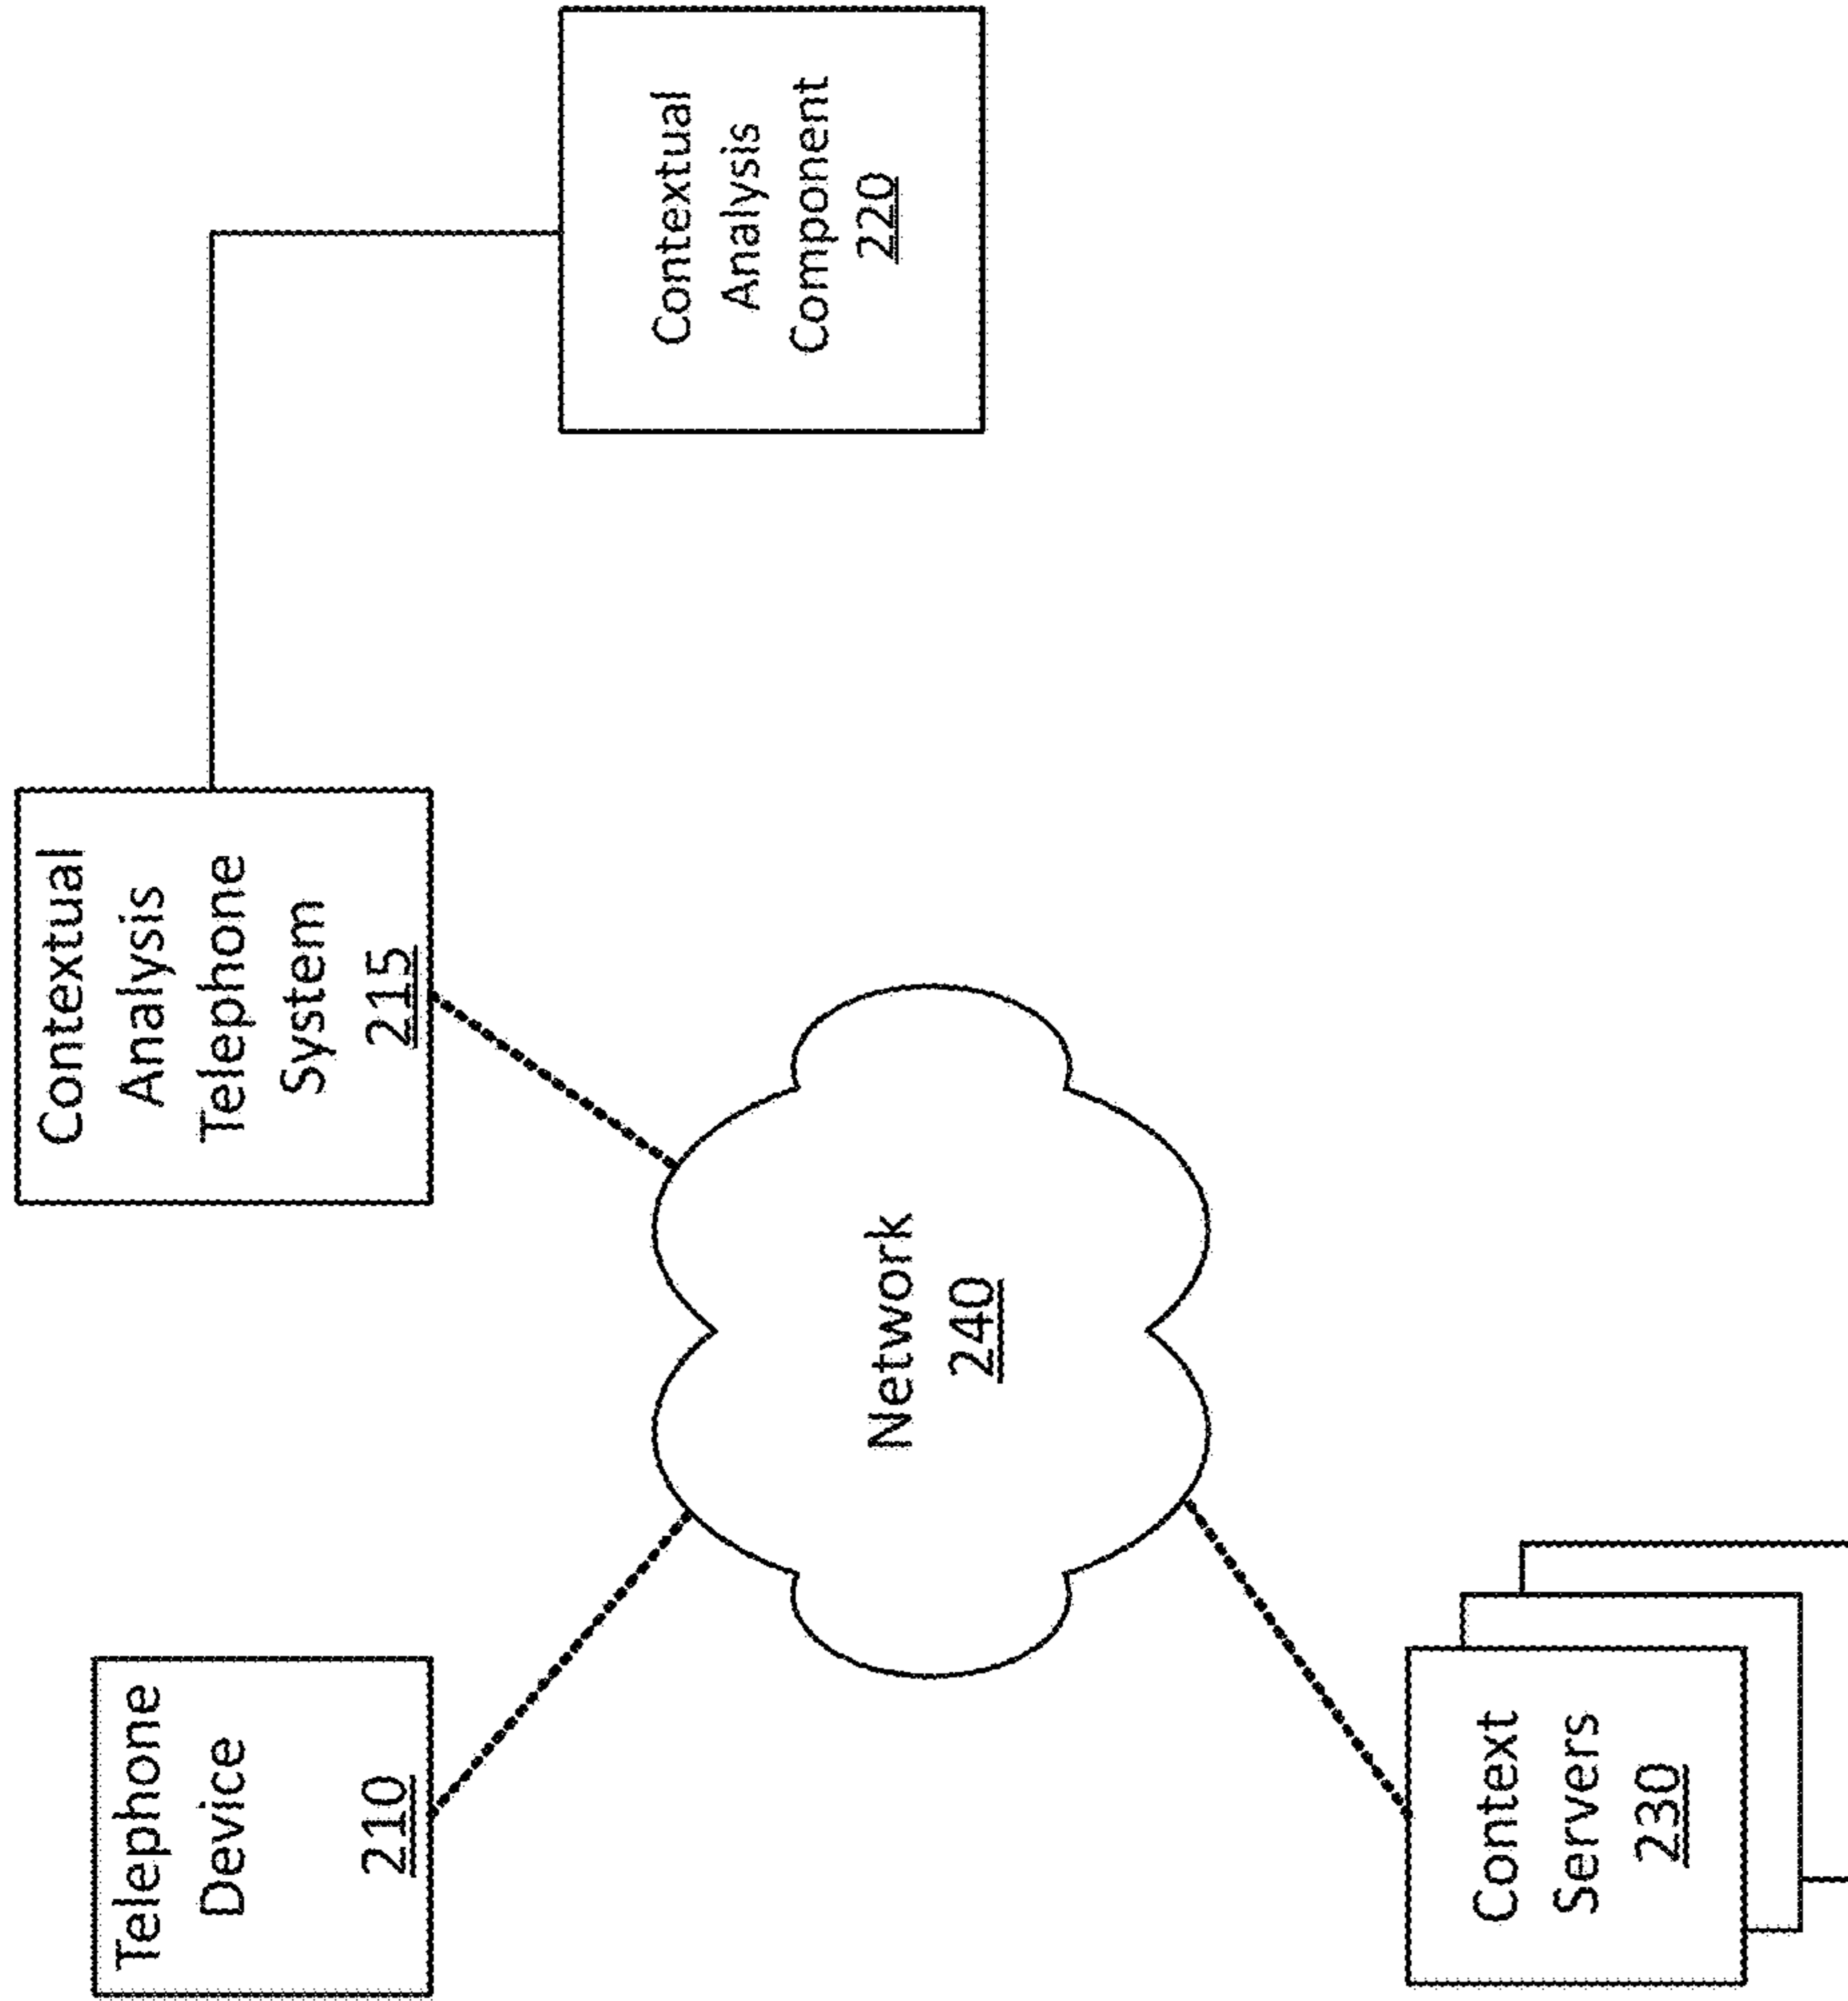 Telephone
Device
210
Contextual
Analysis
Telephone
System
215
Contextual
Analysis
Component
220
Network
240
Context
Servers
230